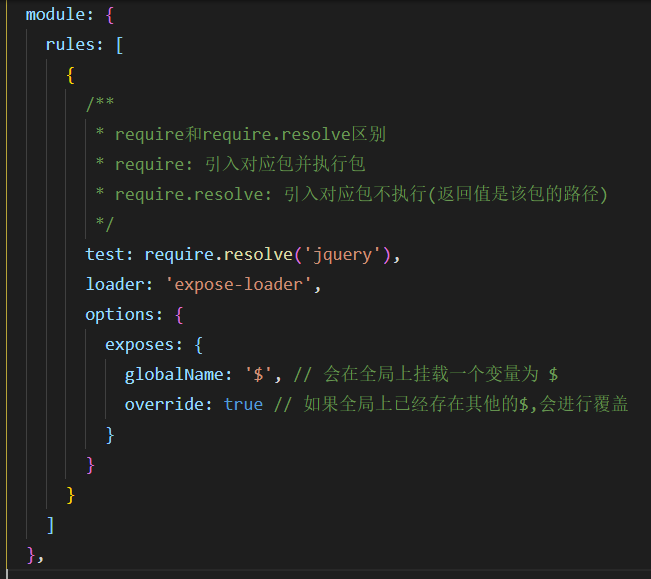 module: {
rules: [
{
/**
* require和require.resolve区别
* require: 引入对应包并执行包
* require.resolve: 引入对应包不执行(返回值是该包的路径)
*/
test: require.resolve('jquery'),
loader: 'expose-loader',
options: {
exposes: {
globalName: '$', // 会在全局上挂载一个变量为 $
override: true // 如果全局上已经存在其他的$,会进行覆盖
}
}
}
]
},